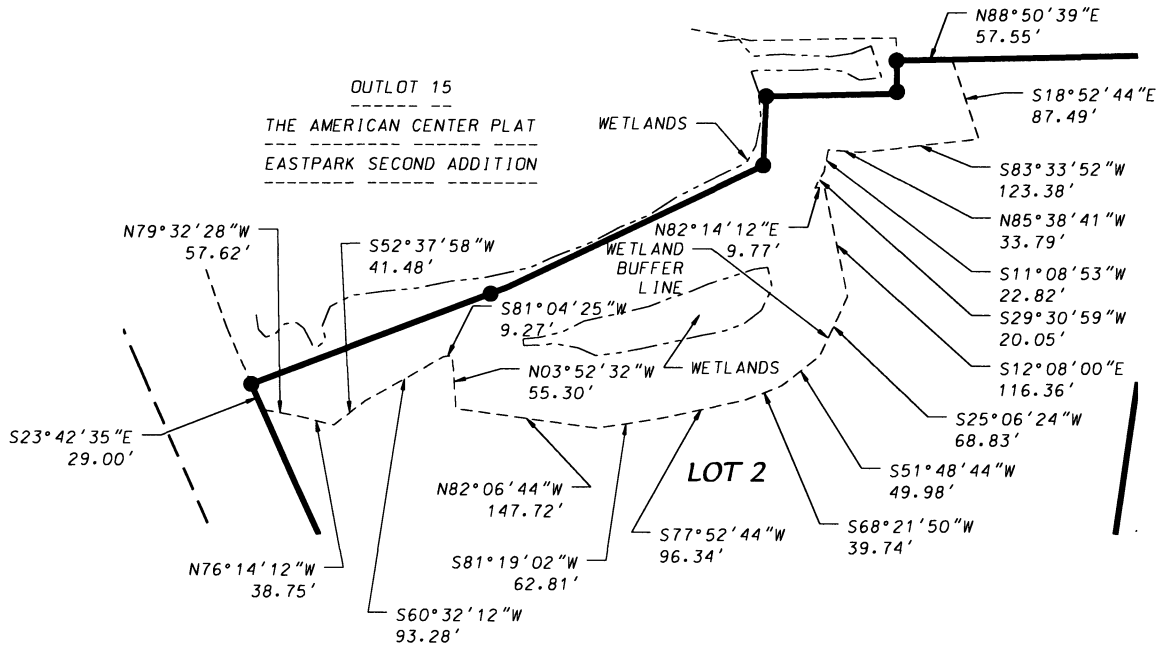 N88°50'39"E
57.55'
OUTLOT 15
THE AMERICAN CENTER PLAT
EASTPARK SECOND ADDITION
WETLANDS
S18°52'44"E
87.49'
S83°33'52"W
123.38'
N79°32'28"W
57.62'
S52°37'58"W
41.48'
N82°14'12"E
9.77'
WETLAND
BUFFER
LINE
N85°38'41"W
33.79'
S11°08'53"W
22.82'
S29°30'59"W
20.05'
S81°04'25"W
9.27'
N03°52'32"W
55.30'
WETLANDS
S12°08'00"E
116.36'
S25°06'24"W
68.83'
S23°42'35"E
29.00'
LOT 2
S51°48'44"W
49.98'
N82°06'44"W
147.72'
S77°52'44"W
96.34'
S68°21'50"W
39.74'
N76°14'12"W
38.75'
S81°19'02"W
62.81'
S60°32'12"W
93.28'